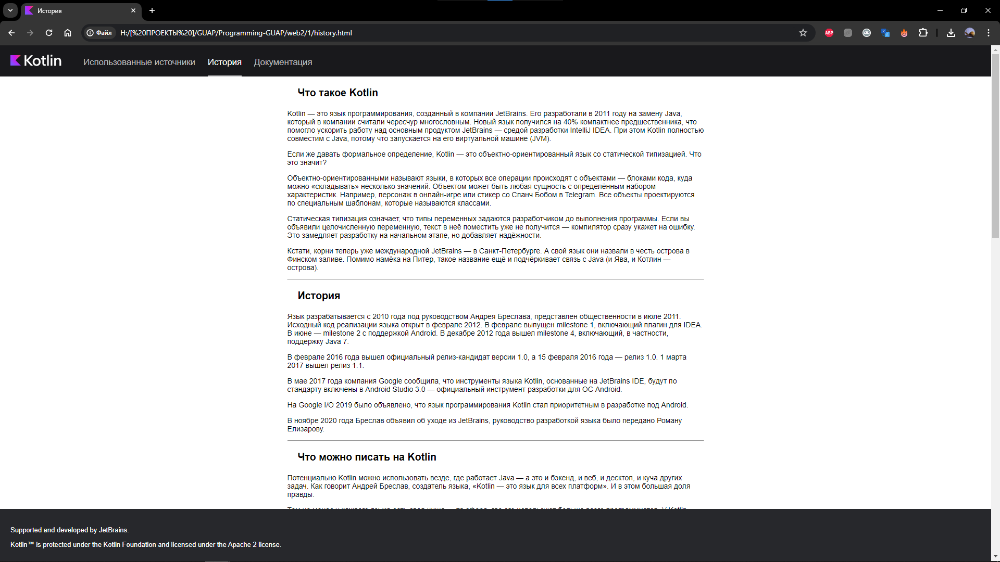 История
Файл
H:/[%20ПРОЕКТЫ%20]/GUAP/Programming-GUAP/web2/1/history.html
ABP
Kotlin
Использованные источники
История
Документация
Что такое Kotlin
Kotlin — это язык программирования, созданный в компании JetBrains. Его разработали в 2011 году на замену Java,
который в компании считали чересчур многословным. Новый язык получился на 40% компактнее предшественника, что
помогло ускорить работу над основным продуктом JetBrains — средой разработки IntelliJ IDEA. При этом Kotlin полностью
совместим с Java, потому что запускается на его виртуальной машине (JVM).
Если же давать формальное определение, Kotlin — это объектно-ориентированный язык со статической типизацией. Что
это значит?
Объектно-ориентированными называют языки, в которых все операции происходят с объектами — блоками кода, куда
можно «складывать» несколько значений. Объектом может быть любая сущность с определённым набором
характеристик. Например, персонаж в онлайн-игре или стикер со Спанч Бобом в Telegram. Все объекты проектируются
по специальным шаблонам, которые называются классами.
Статическая типизация означает, что типы переменных задаются разработчиком до выполнения программы. Если вы
объявили целочисленную переменную, текст в неё поместить уже не получится — компилятор сразу укажет на ошибку.
Это замедляет разработку на начальном этапе, но добавляет надёжности.
Кстати, корни теперь уже международной JetBrains — в Санкт-Петербурге. А свой язык они назвали в честь острова в
Финском заливе. Помимо намёка на Питер, такое название ещё и подчёркивает связь с Java (и Ява, и Котлин —
острова).
История
Язык разрабатывается с 2010 года под руководством Андрея Бреслава, представлен общественности в июле 2011.
Исходный код реализации языка открыт в феврале 2012. В феврале выпущен milestone 1, включающий плагин для IDEA.
В июне — milestone 2 с поддержкой Android. В декабре 2012 года вышел milestone 4, включающий, в частности,
поддержку Java 7.
В феврале 2016 года вышел официальный релиз-кандидат версии 1.0, а 15 февраля 2016 года — релиз 1.0. 1 марта
2017 вышел релиз 1.1.
В мае 2017 года компания Google сообщила, что инструменты языка Kotlin, основанные на JetBrains IDE, будут по
стандарту включены в Android Studio 3.0 — официальный инструмент разработки для ОС Android.
На Google I/O 2019 было объявлено, что язык программирования Kotlin стал приоритетным в разработке под Android.
В ноябре 2020 года Бреслав объявил об уходе из JetBrains, руководство разработкой языка было передано Роману
Елизарову.
Что можно писать на Kotlin
Потенциально Kotlin можно использовать везде, где работает Java — а это и бэкенд, и веб, и десктоп, и куча других
задач. Как говорит Андрей Бреслав, создатель языка, «Kotlin — это язык для всех платформ». И в этом большая доля
правды.
Supported and developed by JetBrains.
Kotlin™ is protected under the Kotlin Foundation and licensed under the Apache 2 license.